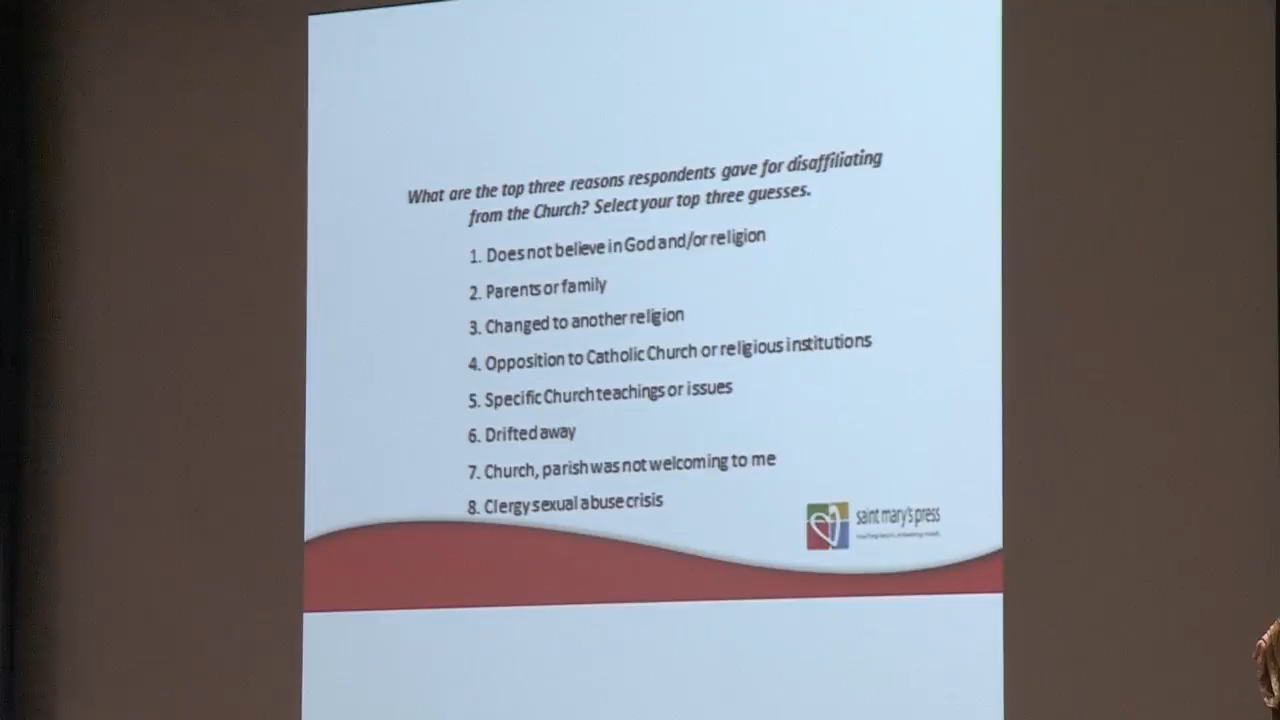 What are the top three reasons respondents gave for disaffiliating
from the Church? Select your top three guesses.
1. Does not believe in God and/or religion
2. Parents or family
3. Changed to another religion
4. Opposition to Catholic Church or religious institutions
5. Specific Church teachings or issues
6. Drifted away
7. Church, parish was not welcoming to me
8. Clergy sexual abuse crisis
saint mary's press